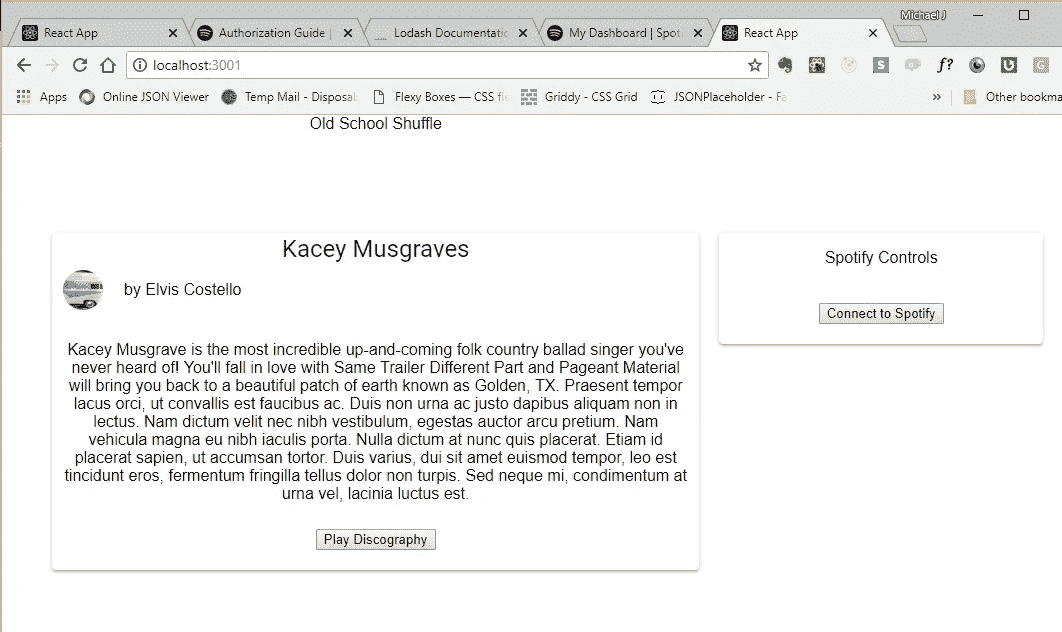 Michael J
React App
Authorization Guide
Lodash Documentatio
My Dashboard | Spot
React App
localhost:3001
f?
Apps
Online JSON Viewer
Temp Mail - Disposa
Flexy Boxes — CSS fl
Griddy - CSS Grid
JSONPlaceholder - Fa
»
Other bookma
Old School Shuffle
Kacey Musgraves
by Elvis Costello
Kacey Musgrave is the most incredible up-and-coming folk country ballad singer you've
never heard of! You'll fall in love with Same Trailer Different Part and Pageant Material
will bring you back to a beautiful patch of earth known as Golden, TX. Praesent tempor
lacus orci, ut convallis est faucibus ac. Duis non urna ac justo dapibus aliquam non in
lectus. Nam dictum velit nec nibh vestibulum, egestas auctor arcu pretium. Nam
vehicula magna eu nibh iaculis porta. Nulla dictum at nunc quis placerat. Etiam id
placerat sapien, ut accumsan tortor. Duis varius, dui sit amet euismod tempor, leo est
tincidunt eros, fermentum fringilla tellus dolor non turpis. Sed neque mi, condimentum at
urna vel, lacinia luctus est.
Play Discography
Spotify Controls
Connect to Spotify